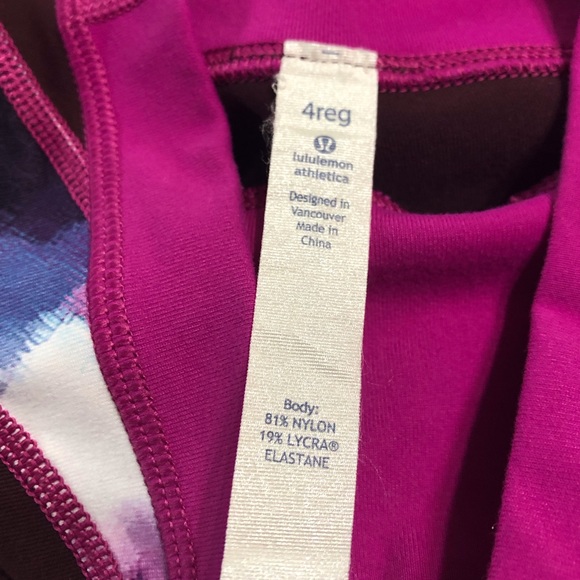 4reg
lululemon
athletica
Designed in
Vancouver
Made in
China
Body:
81% NYLON
19% LYCRA®
ELASTANE